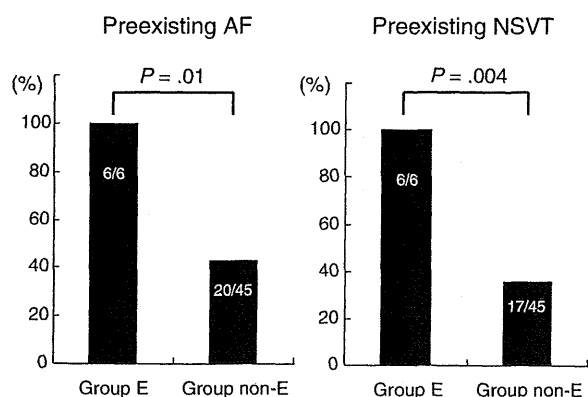 Preexisting AF
(%)
P = .01
100
80
60
40
20
0
6/6
20/45
Group E
Group non-E
Preexisting NSVT
(%)
P = .004
100
80
60
40
20
0
6/6
17/45
Group E
Group non-E